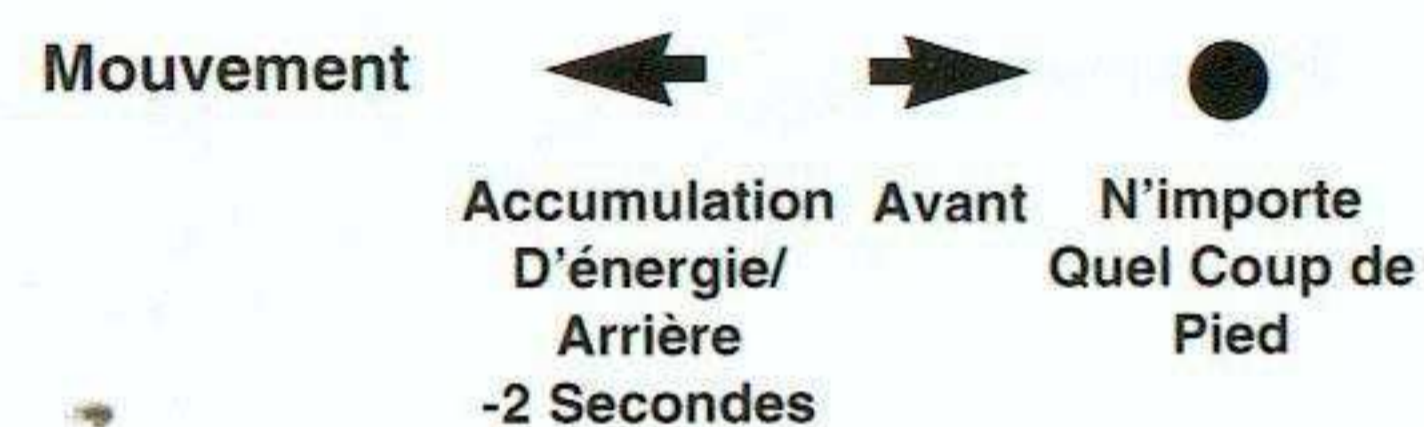 Mouvement
Accumulation
D'énergie/
Arrière
-2 Secondes
Avant
N'importe
Quel Coup de
Pied